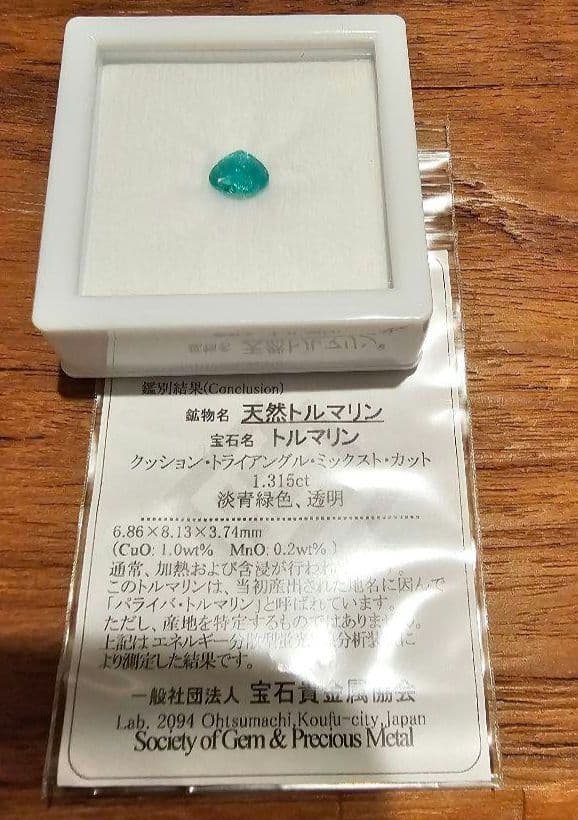 鑑別結果(Conclusion)
鉱物名 天然トルマリン
宝石名 トルマリン
クッション・トライアングル・ミックスト・カット
1.315ct
淡青緑色、透明
6.86×8.13×3.74mm
(CuO: 1.0wt% MnO: 0.2wt%)
通常、加熱および含浸が行われ
このトルマリンは、当初産出された地名に因んで
「パライバ・トルマリン」と呼ばれています。
ただし、産地を特定するものではありません。
上記はエネルギー分散型蛍光 分析装置に
より測定した結果です。
一般社団法人 宝石貴金属協会
Lab. 2094 Ohtsumachi,Koufu-city,Japan
Society of Gem & Precious Metal